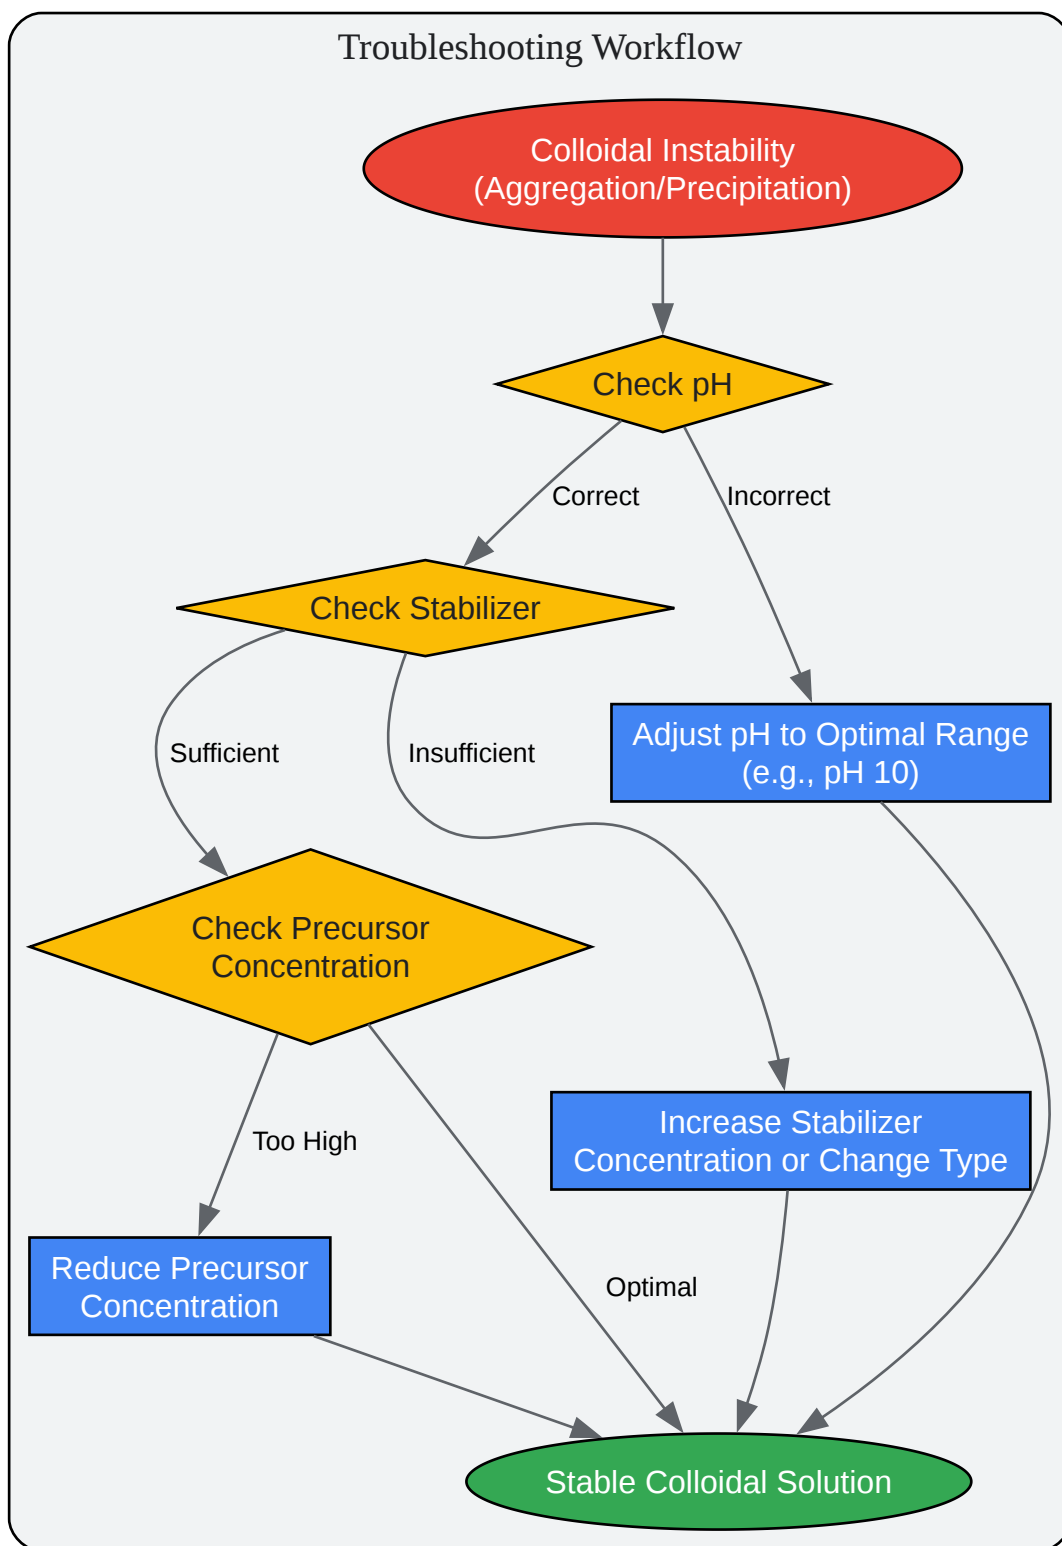 Troubleshooting Workflow
Colloidal Instability
(Aggregation/Precipitation)
Check pH
Correct
Incorrect
Check Stabilizer
Sufficient
Insufficient
Adjust pH to Optimal Range
(e.g., pH 10)
Check Precursor
Concentration
Too High
Increase Stabilizer
Concentration or Change Type
Reduce Precursor
Concentration
Optimal
Stable Colloidal Solution